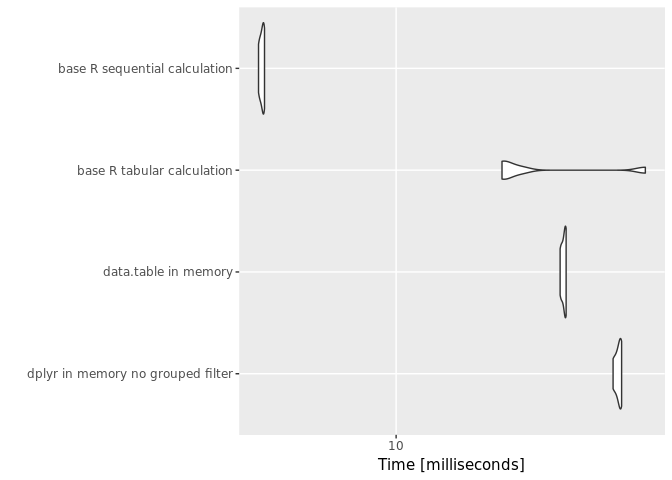 base R sequential calculation
base R tabular calculation
data.table in memory
dplyr in memory no grouped filter
10
Time [milliseconds]